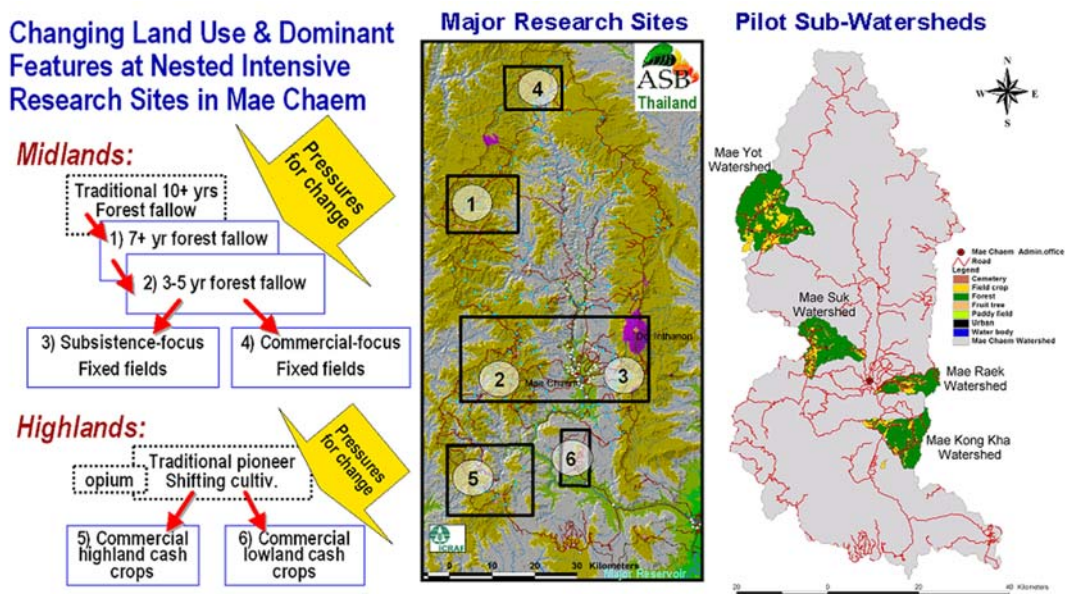 Changing Land Use & Dominant
Features at Nested Intensive
Research Sites in Mae Chaem
Midlands:
Pressures
for change
Traditional 10+ yrs
Forest fallow
1) 7+ yr forest fallow
2) 3-5 yr forest fallow
3) Subsistence-focus
Fixed fields
4) Commercial-focus
Fixed fields
Highlands:
Pressures
for change
opium
Traditional pioneer
Shifting cultiv.
5) Commercial
highland cash
crops
6) Commercial
lowland cash
crops
Major Research Sites
ASB
Thailand
4
1
2
Mae Chaem
3
5
6
ICRAF
0 10 20 30 Kilometers
Major Reservoir
Pilot Sub-Watersheds
N
W E
S
Mae Yot
Watershed
Mae Suk
Watershed
Mae Raek
Watershed
Mae Kong Kha
Watershed
Mae Chaem Admin.office
Road
Legend
Cemetery
Field crop
Forest
Fruit tree
Paddy field
Urban
Water body
Mae Chaem Watershed
20 0 20 40 Kilometers